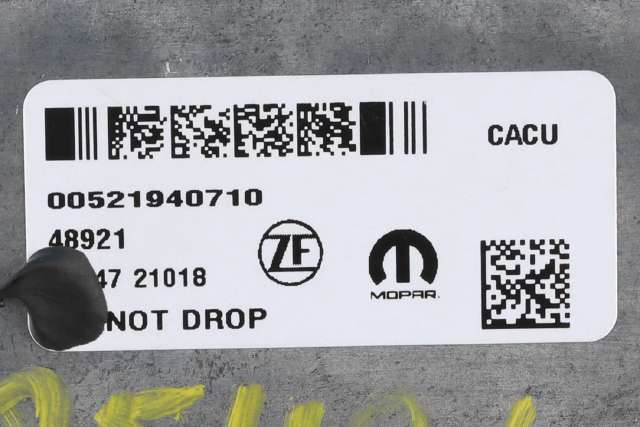 CACU
00521940710
48921
47 21018
ZF
MOPAR.
NOT DROP